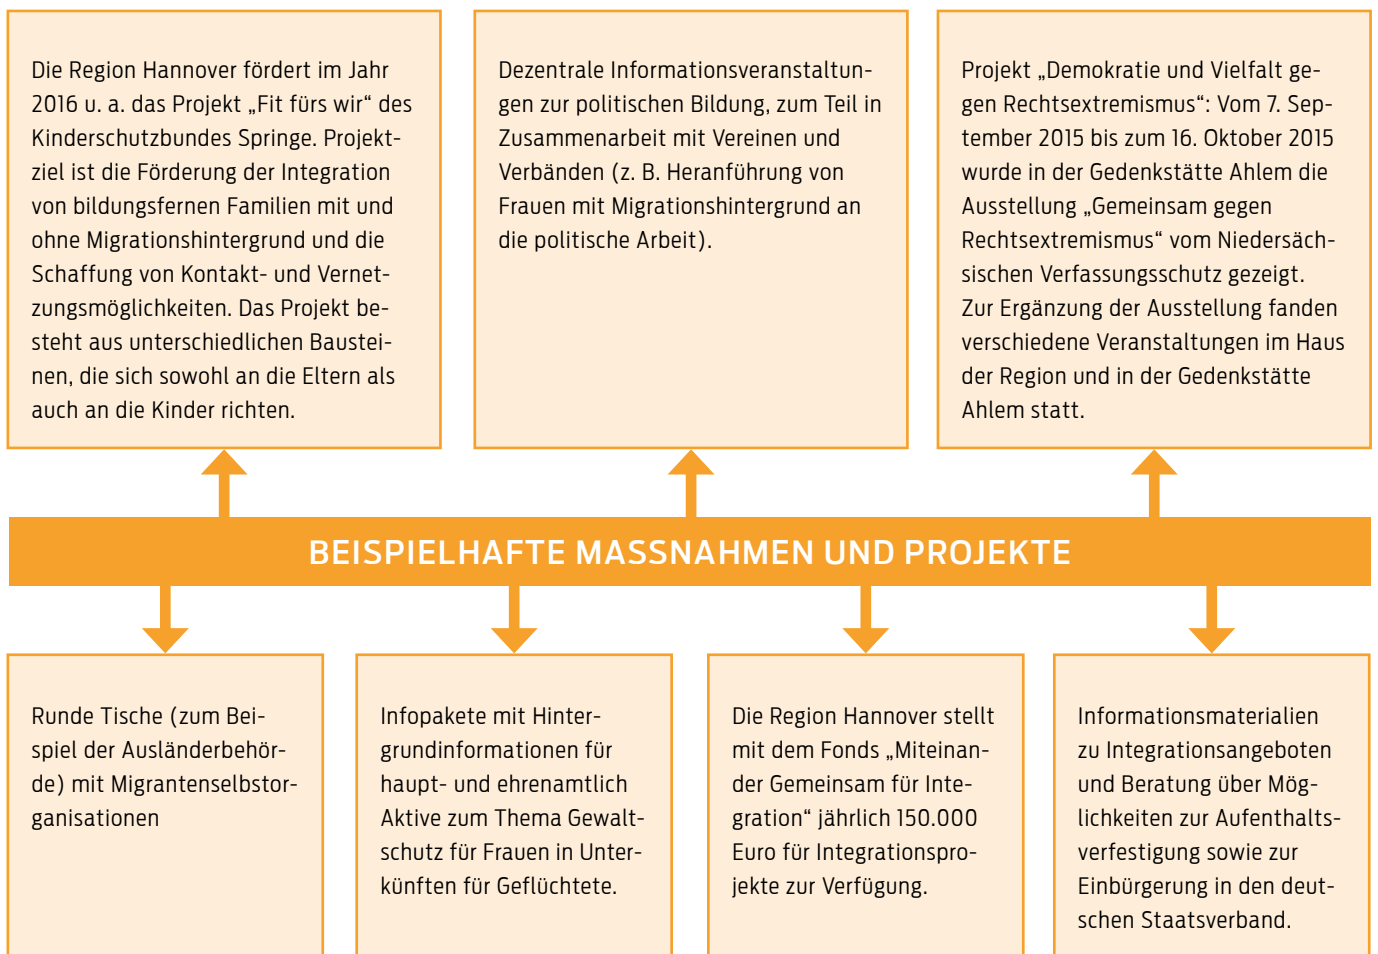 Die Region Hannover fördert im Jahr
2016 u. a. das Projekt „Fit fürs wir“ des
Kinderschutzbundes Springe. Projekt-
ziel ist die Förderung der Integration
von bildungsfernen Familien mit und
ohne Migrationshintergrund und die
Schaffung von Kontakt- und Vernet-
zungsmöglichkeiten. Das Projekt be-
steht aus unterschiedlichen Baustei-
nen, die sich sowohl an die Eltern als
auch an die Kinder richten.
Dezentrale Informationsveranstaltun-
gen zur politischen Bildung, zum Teil in
Zusammenarbeit mit Vereinen und
Verbänden (z. B. Heranführung von
Frauen mit Migrationshintergrund an
die politische Arbeit).
Projekt „Demokratie und Vielfalt ge-
gen Rechtsextremismus“: Vom 7. Sep-
tember 2015 bis zum 16. Oktober 2015
wurde in der Gedenkstätte Ahlem die
Ausstellung „Gemeinsam gegen
Rechtsextremismus“ vom Niedersäch-
sischen Verfassungsschutz gezeigt.
Zur Ergänzung der Ausstellung fanden
verschiedene Veranstaltungen im Haus
der Region und in der Gedenkstätte
Ahlem statt.
BEISPIELHAFTE MASSNAHMEN UND PROJEKTE
Runde Tische (zum Bei-
spiel der Ausländerbehör-
de) mit Migrantenselbstor-
ganisationen
Infopakete mit Hinter-
grundinformationen für
haupt- und ehrenamtlich
Aktive zum Thema Gewalt-
schutz für Frauen in Unter-
künften für Geflüchtete.
Die Region Hannover stellt
mit dem Fonds „Miteinan-
der Gemeinsam für Inte-
gration“ jährlich 150.000
Euro für Integrationspro-
jekte zur Verfügung.
Informationsmaterialien
zu Integrationsangeboten
und Beratung über Mög-
lichkeiten zur Aufenthalts-
verfestigung sowie zur
Einbürgerung in den deut-
schen Staatsverband.